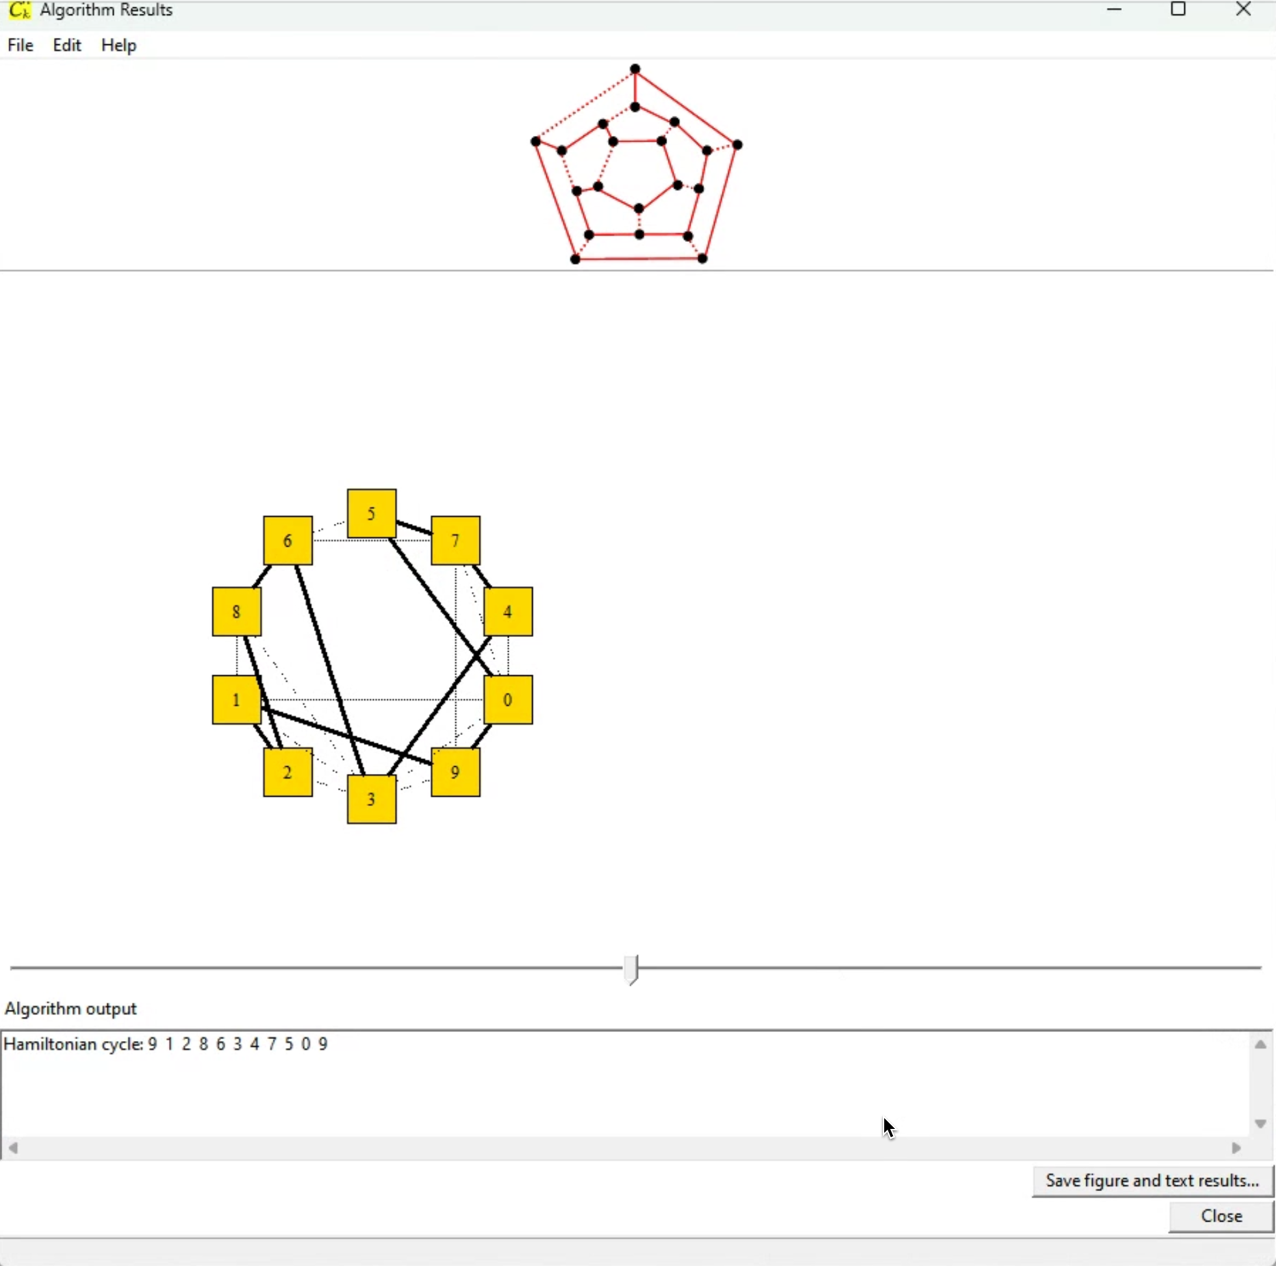 Algorithm Results
File Edit Help
5
6
7
8
4
1
0
2
9
3
Algorithm output
Hamiltonian cycle: 9 1 2 8 6 3 4 7 5 0 9
Save figure and text results...
Close